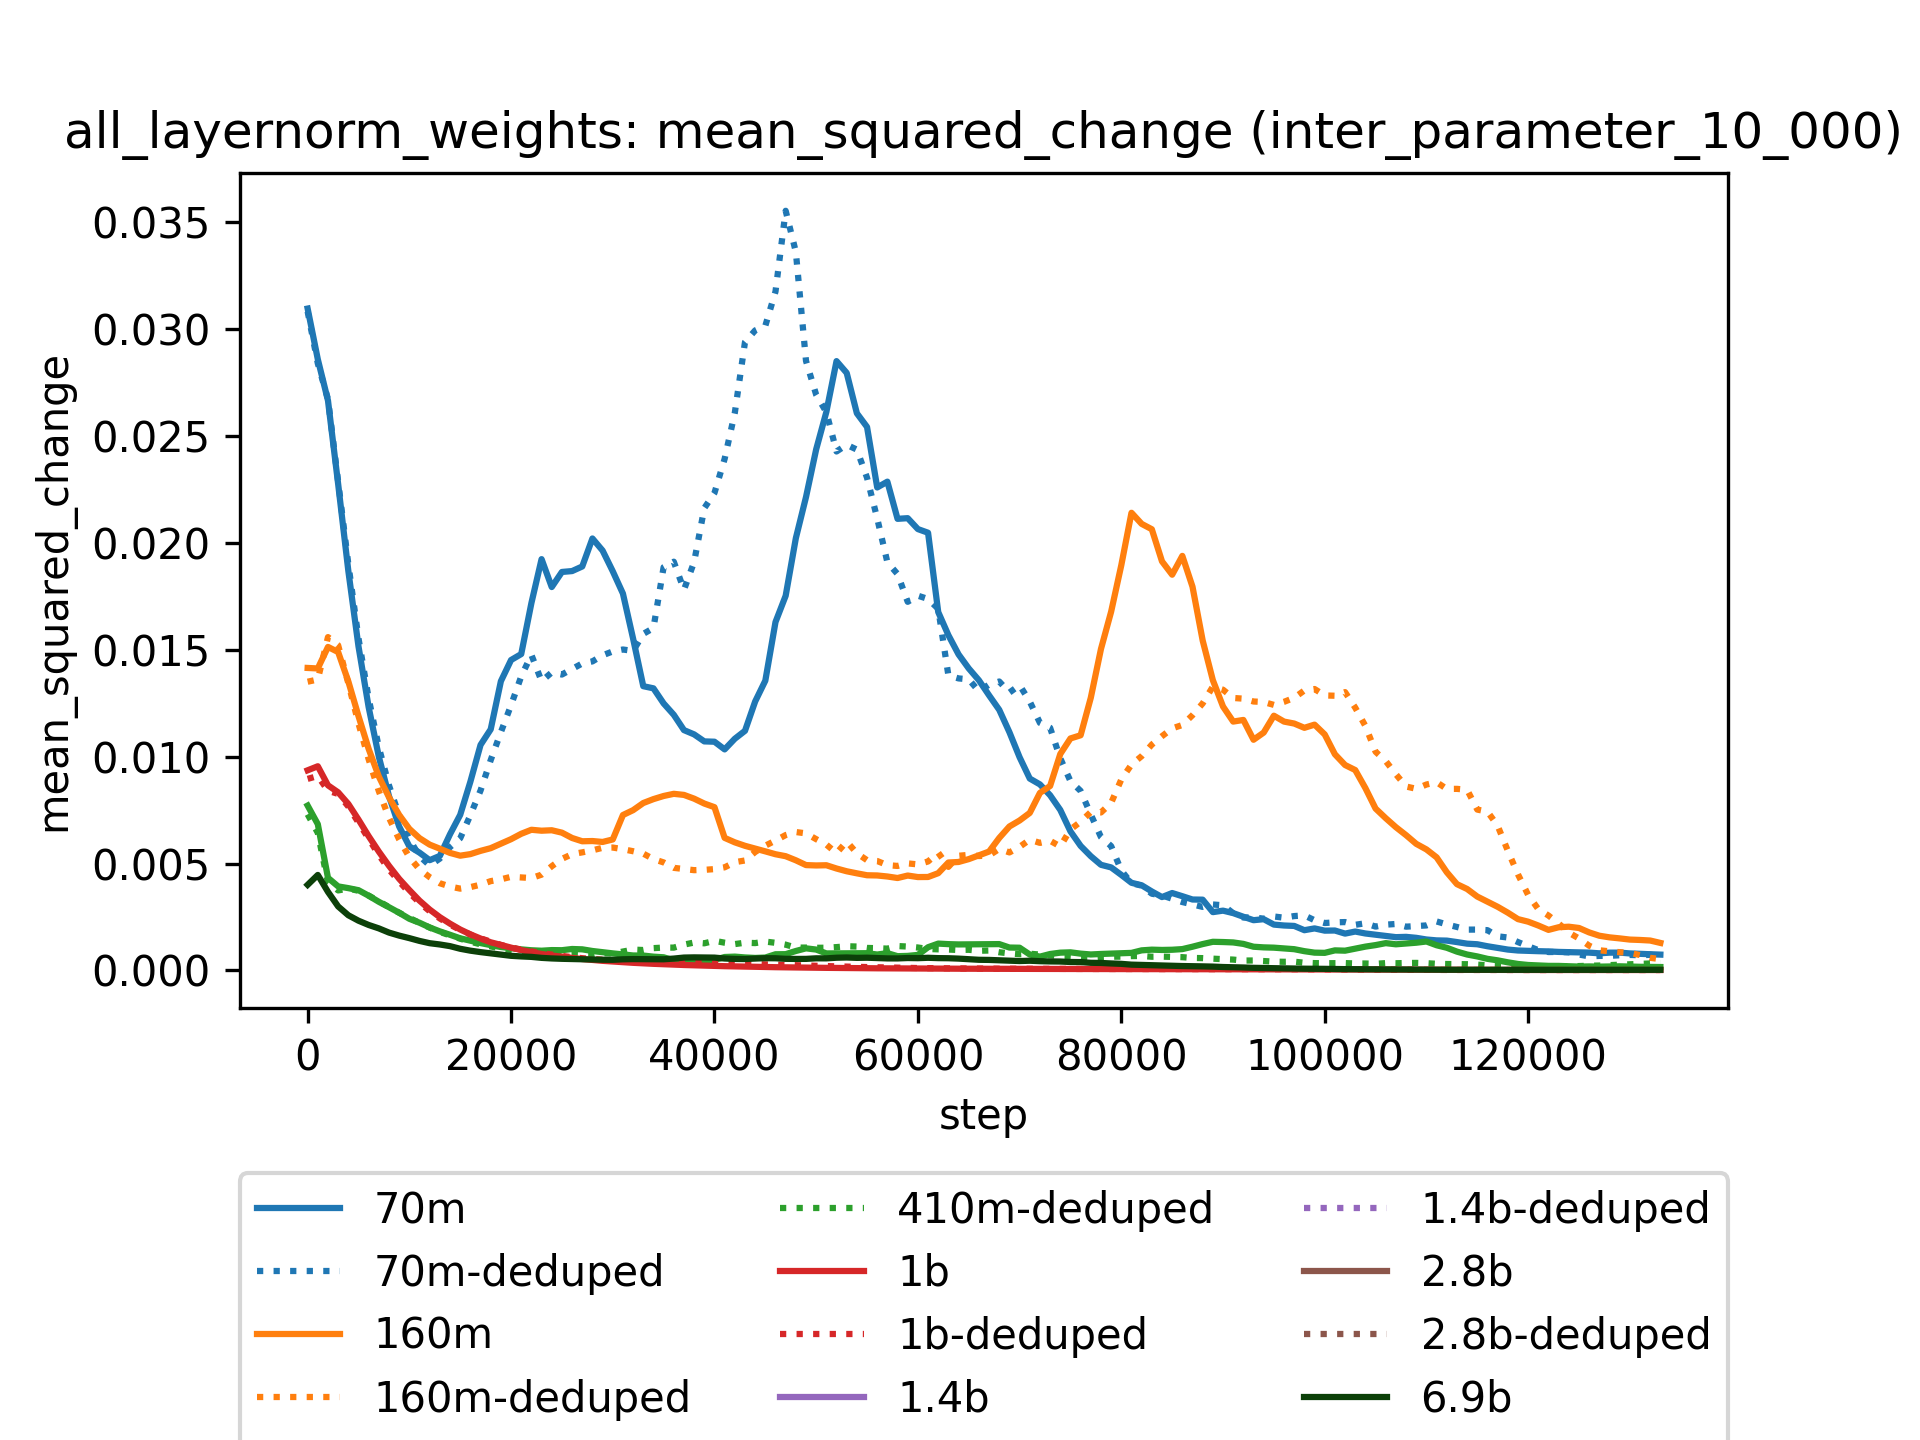 all_layernorm_weights: mean_squared_change (inter_parameter_10_000)
mean_squared_change
0.035
0.030
0.025
0.020
0.015
0.010
0.005
0.000
0 20000 40000 60000 80000 100000 120000
step
70m 410m-deduped 1.4b-deduped
70m-deduped 1b 2.8b
160m 1b-deduped 2.8b-deduped
160m-deduped 1.4b 6.9b